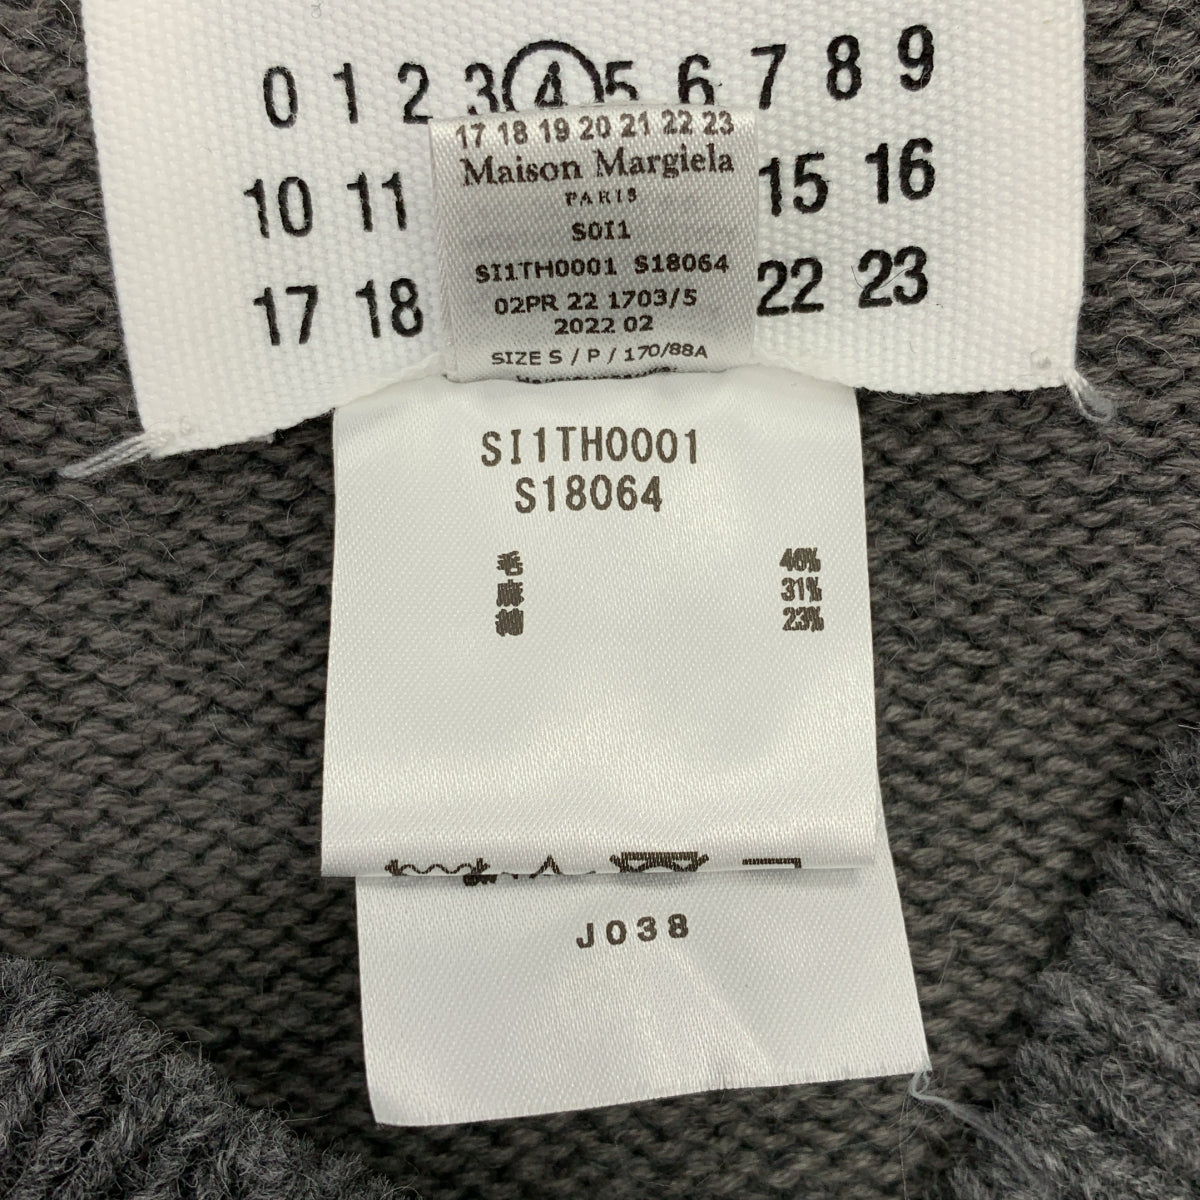 0 1 2 3 4 5 6 7 8 9
10 11 15 16
17 18 22 23
17 18 19 20 21 22 23
Maison Margiela
PARIS
S0I1
SI1TH0001 S18064
02PR 22 1703/5
2022 02
SIZE S / P / 170/88A
SI1TH0001
S18064
毛 46%
麻 31%
綿 23%
J038